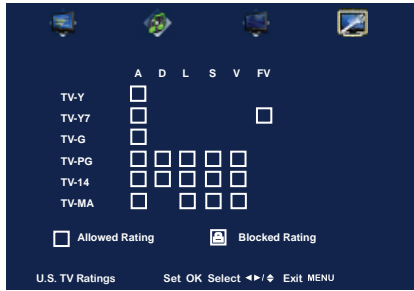 A D L S V FV
TV-Y
TV-Y7
TV-G
TV-PG
TV-14
TV-MA
Allowed Rating Blocked Rating
U.S. TV Ratings Set OK Select ◄►/◆ Exit MENU